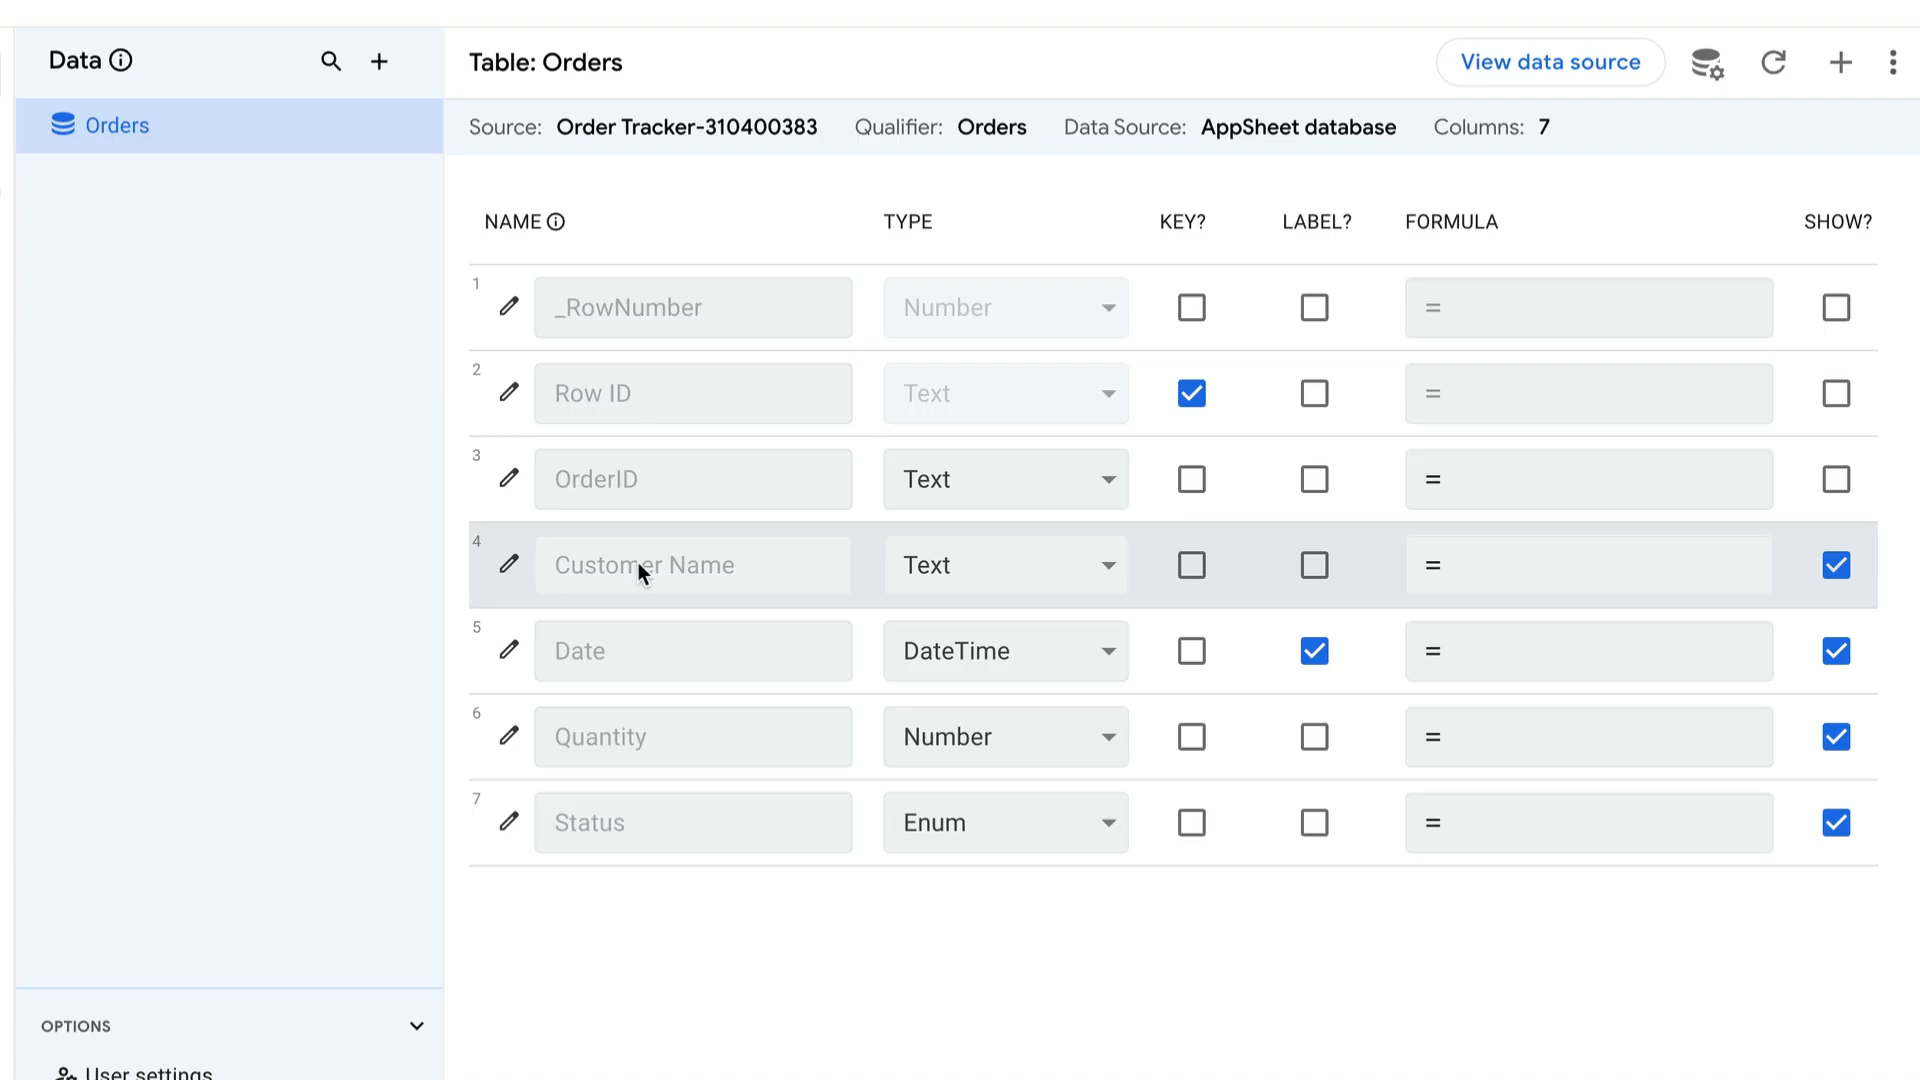 Data
Orders
Table: Orders
View data source
Source: Order Tracker-310400383 Qualifier: Orders Data Source: AppSheet database Columns: 7
NAME TYPE KEY? LABEL? FORMULA SHOW?
1 _RowNumber Number =
2 Row ID Text =
3 OrderID Text =
4 Customer Name Text =
5 Date DateTime =
6 Quantity Number =
7 Status Enum =
OPTIONS
User settings